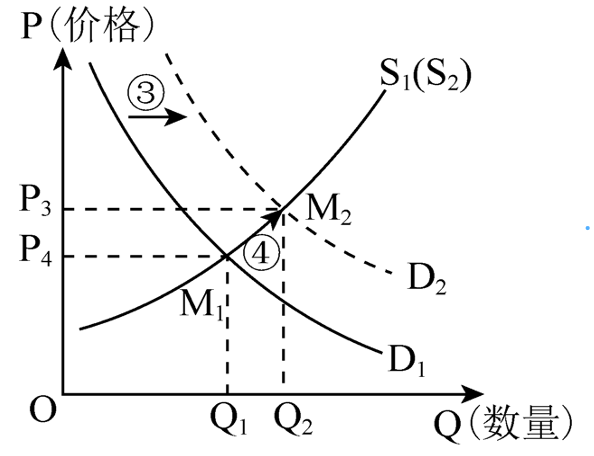 P(价格)
③
S₁(S₂)
P₃
M₂
P₄
④
D₂
M₁
D₁
O
Q₁
Q₂
Q(数量)